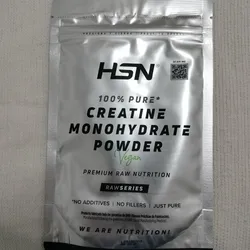 HSN
100% PURE*
CREATINE
MONOHYDRATE
POWDER
Vegan
PREMIUM RAW NUTRITION
RAWSERIES
*NO ADDITIVES | NO FILLERS | JUST PURE
WE ARE NUTRITION!